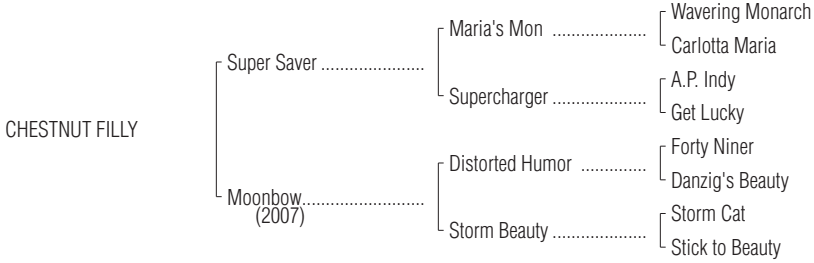 Wavering Monarch
Maria's Mon .....................
Carlotta Maria
Super Saver ......................
A.P. Indy
Supercharger .....................
Get Lucky
CHESTNUT FILLY
Forty Niner
Distorted Humor ...............
Danzig's Beauty
Moonbow..........................
(2007)
Storm Cat
Storm Beauty .....................
Stick to Beauty